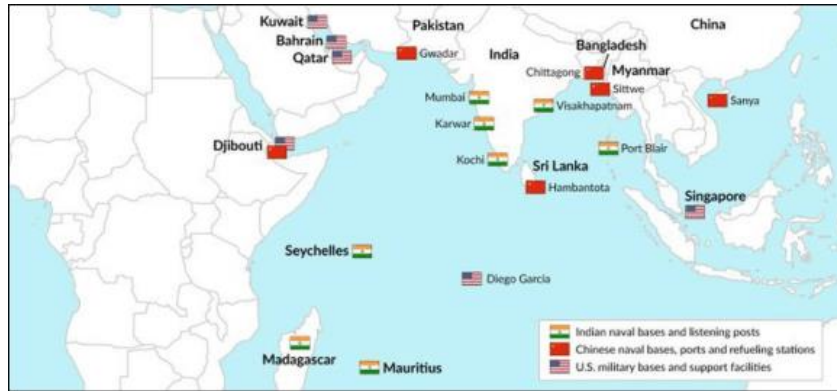 Kuwait
Bahrain
Qatar
Pakistan
Gwadar
India
China
Bangladesh
Chittagong
Myanmar
Sittwe
Mumbai
Visakhapatnam
Sanya
Karwar
Djibouti
Kochi
Port Blair
Sri Lanka
Hambantota
Singapore
Seychelles
Diego Garcia
Madagascar
Mauritius
Indian naval bases and listening posts
Chinese naval bases, ports and refueling stations
U.S. military bases and support facilities